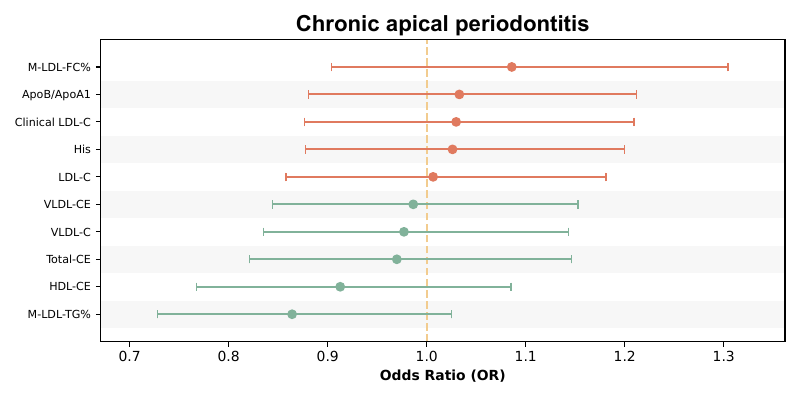 Chronic apical periodontitis
M-LDL-FC%
ApoB/ApoA1
Clinical LDL-C
His
LDL-C
VLDL-CE
VLDL-C
Total-CE
HDL-CE
M-LDL-TG%
0.7 0.8 0.9 1.0 1.1 1.2 1.3
Odds Ratio (OR)